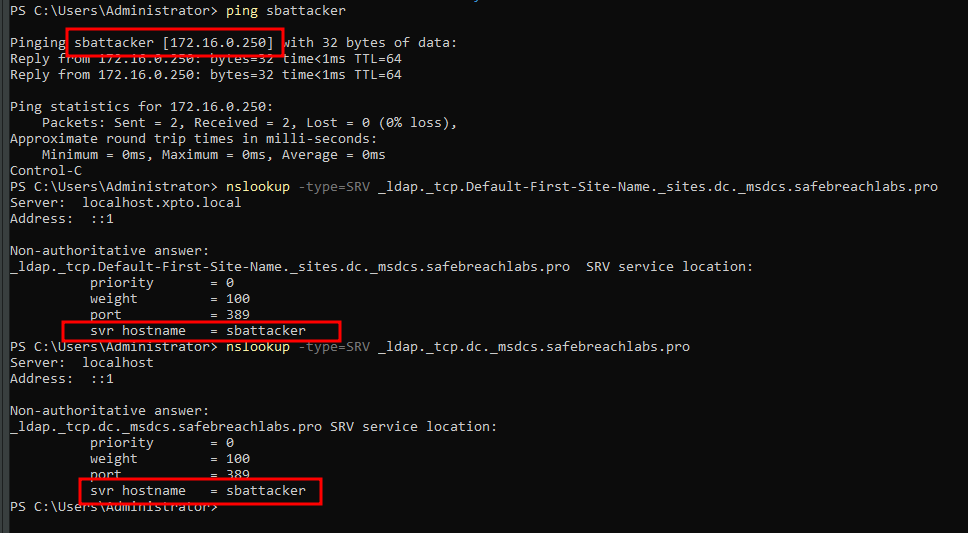 PS C:\Users\Administrator> ping sbattacker
Pinging sbattacker [172.16.0.250] with 32 bytes of data:
Reply from 172.16.0.250: bytes=32 time<1ms TTL=64
Reply from 172.16.0.250: bytes=32 time<1ms TTL=64
Ping statistics for 172.16.0.250:
    Packets: Sent = 2, Received = 2, Lost = 0 (0% loss),
Approximate round trip times in milli-seconds:
    Minimum = 0ms, Maximum = 0ms, Average = 0ms
Control-C
PS C:\Users\Administrator> nslookup -type=SRV _ldap._tcp.Default-First-Site-Name._sites.dc._msdcs.safebreachlabs.pro
Server:  localhost.xpto.local
Address:  ::1
Non-authoritative answer:
_ldap._tcp.Default-First-Site-Name._sites.dc._msdcs.safebreachlabs.pro  SRV service location:
          priority       = 0
          weight         = 100
          port           = 389
          svr hostname   = sbattacker
PS C:\Users\Administrator> nslookup -type=SRV _ldap._tcp.dc._msdcs.safebreachlabs.pro
Server:  localhost
Address:  ::1
Non-authoritative answer:
_ldap._tcp.dc._msdcs.safebreachlabs.pro SRV service location:
          priority       = 0
          weight         = 100
          port           = 389
          svr hostname   = sbattacker
PS C:\Users\Administrator>